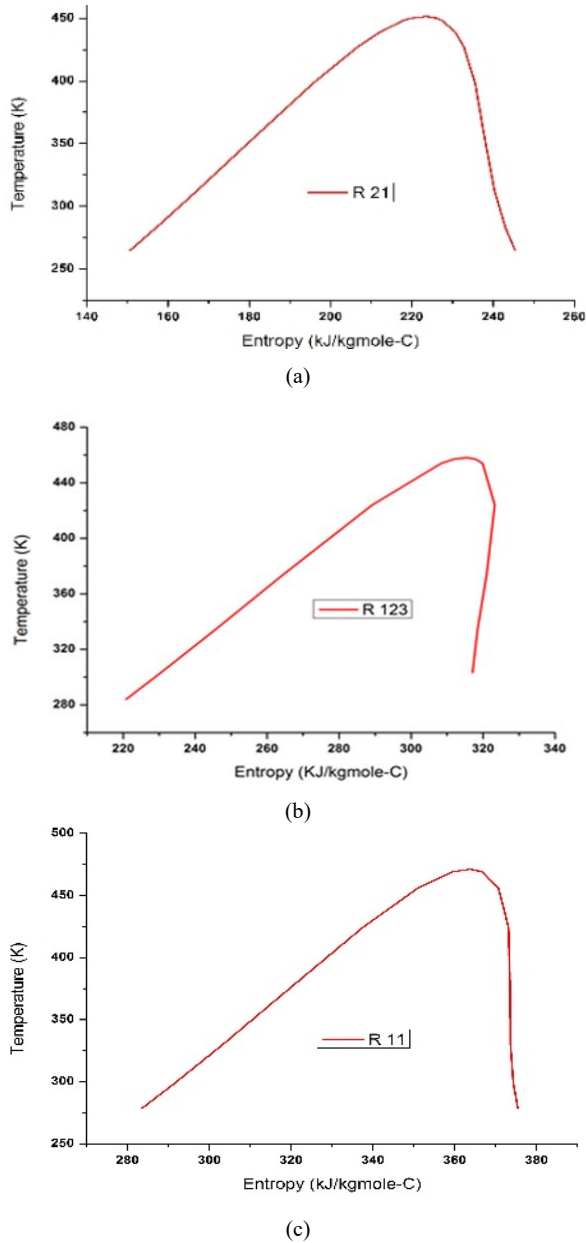 450
400
350
300
250
Temperature (K)
R 21
140 160 180 200 220 240 260
Entropy (kJ/kgmole-C)
(a)
480
440
400
360
320
280
Temperature (K)
R 123
220 240 260 280 300 320 340
Entropy (KJ/kgmole-C)
(b)
500
450
400
350
300
250
Temperature (K)
R 11
280 300 320 340 360 380
Entropy (kJ/kgmole-C)
(c)